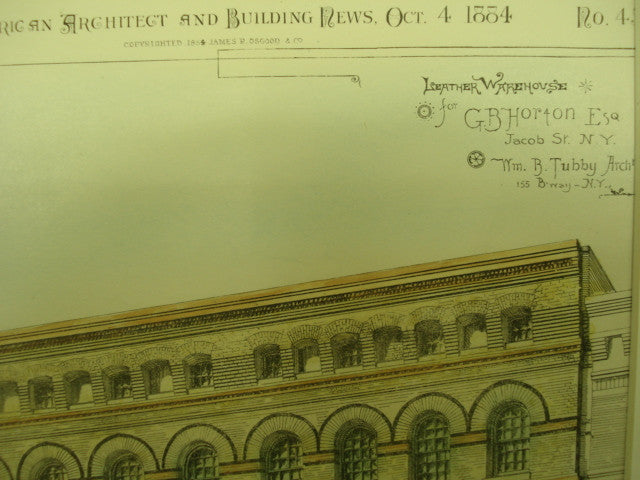 RICAN ARCHITECT AND BUILDING NEWS, OCT. 4 1884 NO. 4
COPYRIGHTED 1884 JAMES R. OSGOOD & CO
LEATHER WAREHOUSE
for
G.B HORTON ESQ
JACOB ST. N.Y.
WM. B. TUBBY ARCHT
155 B'WAY - N.Y.